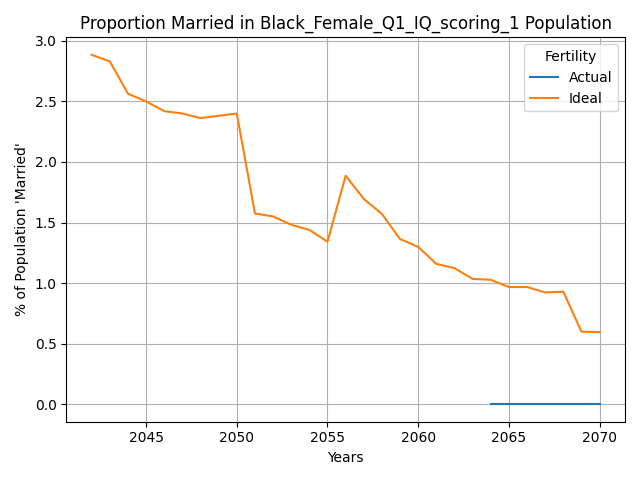 Proportion Married in Black_Female_Q1_IQ_scoring_1 Population
Fertility
Actual
Ideal
% of Population 'Married'
3.0
2.5
2.0
1.5
1.0
0.5
0.0
2045 2050 2055 2060 2065 2070
Years